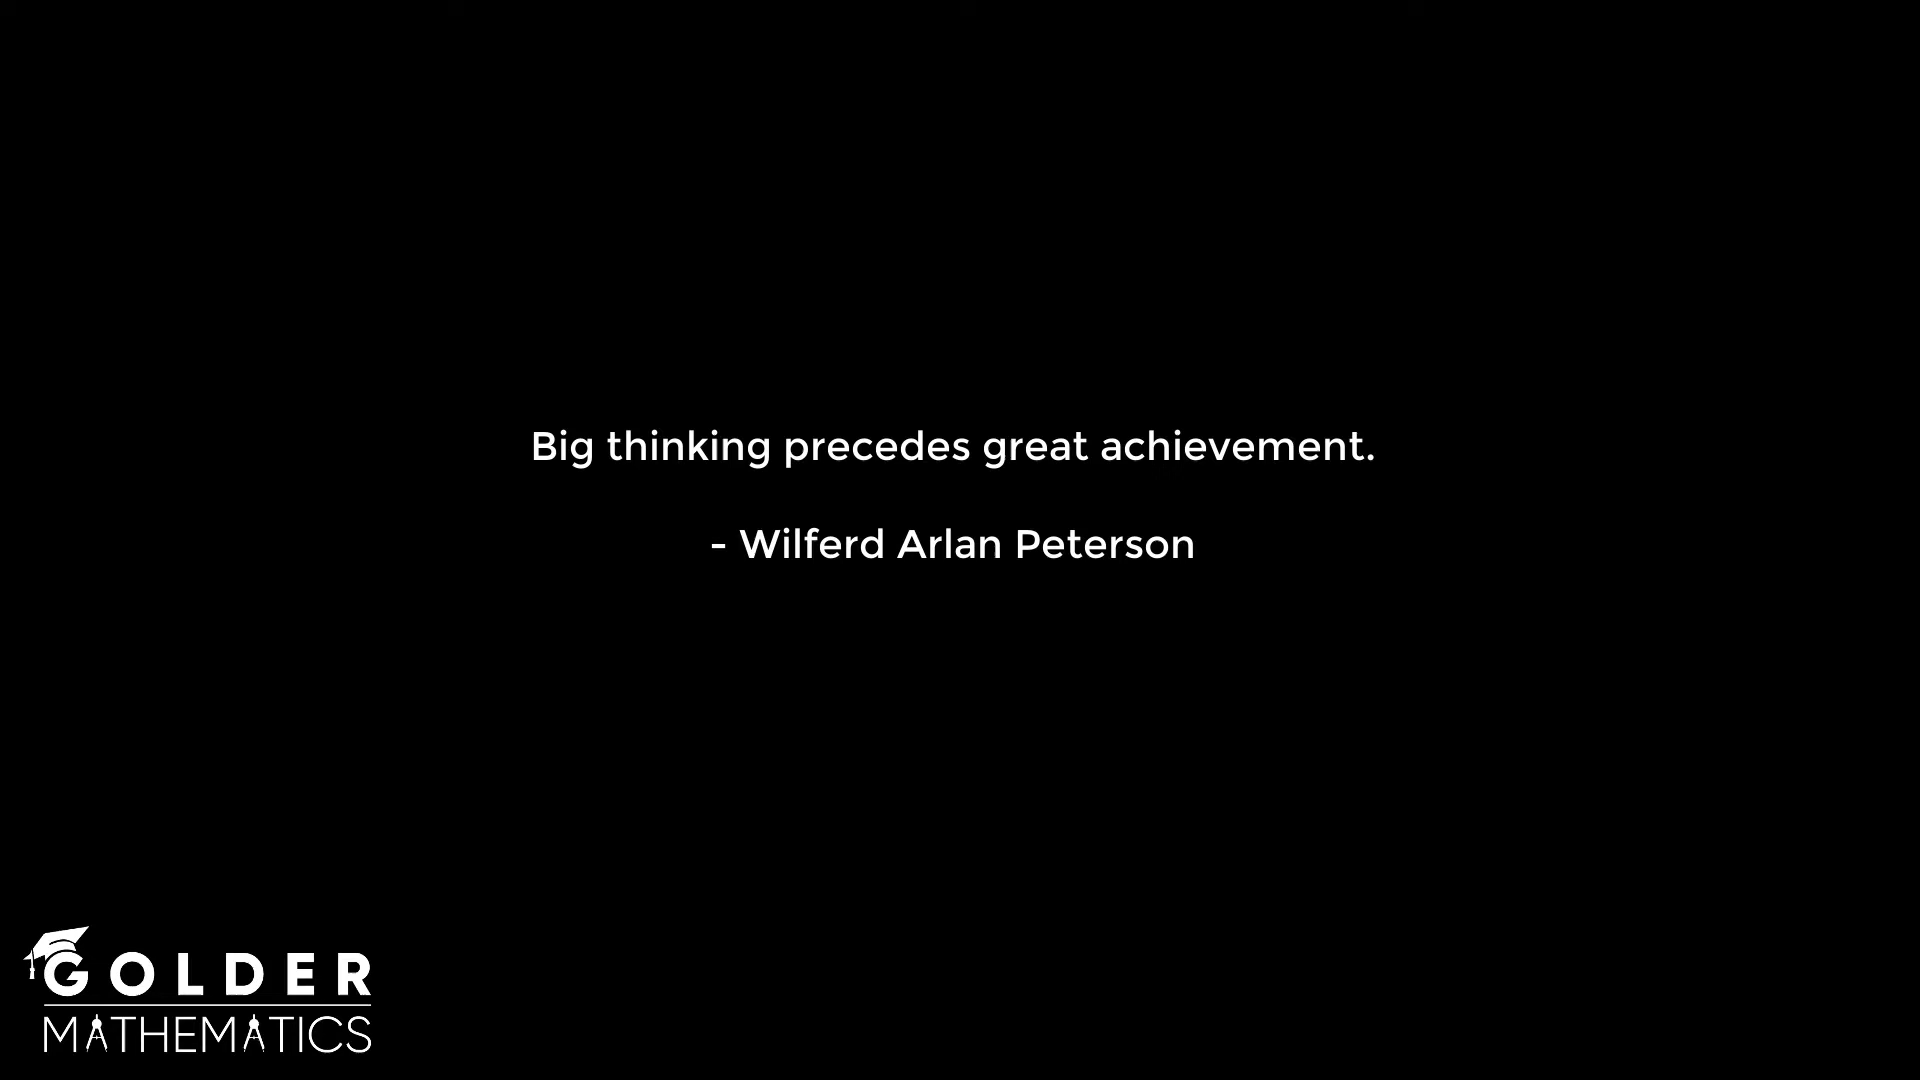 Big thinking precedes great achievement.
- Wilferd Arlan Peterson
GOLDER
MATHEMATICS